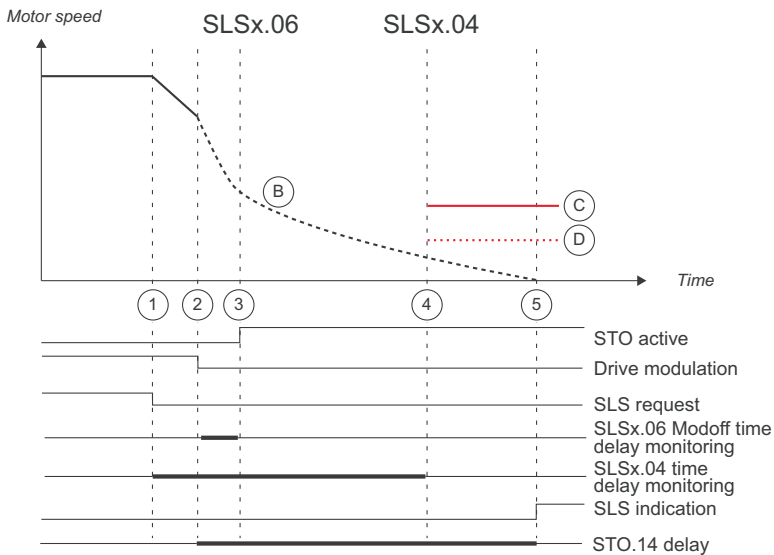 Motor speed
SLSx.06
SLSx.04
B
C
D
Time
1
2
3
4
5
STO active
Drive modulation
SLS request
SLSx.06 Modoff time
delay monitoring
SLSx.04 time
delay monitoring
SLS indication
STO.14 delay